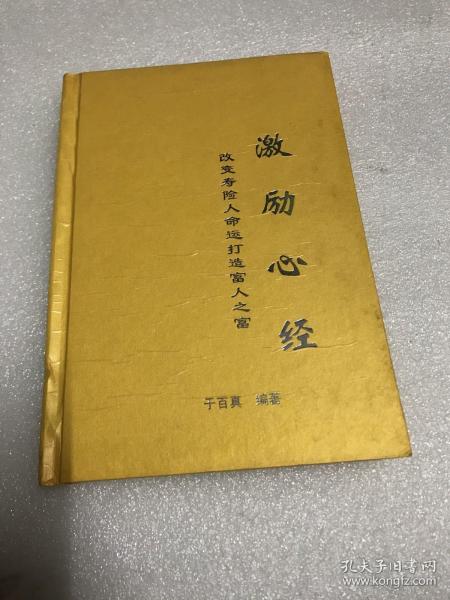 激励心经
改变寿险人命运打造富人之富
于百真 编著
孔夫子旧书网
www.kongfz.com